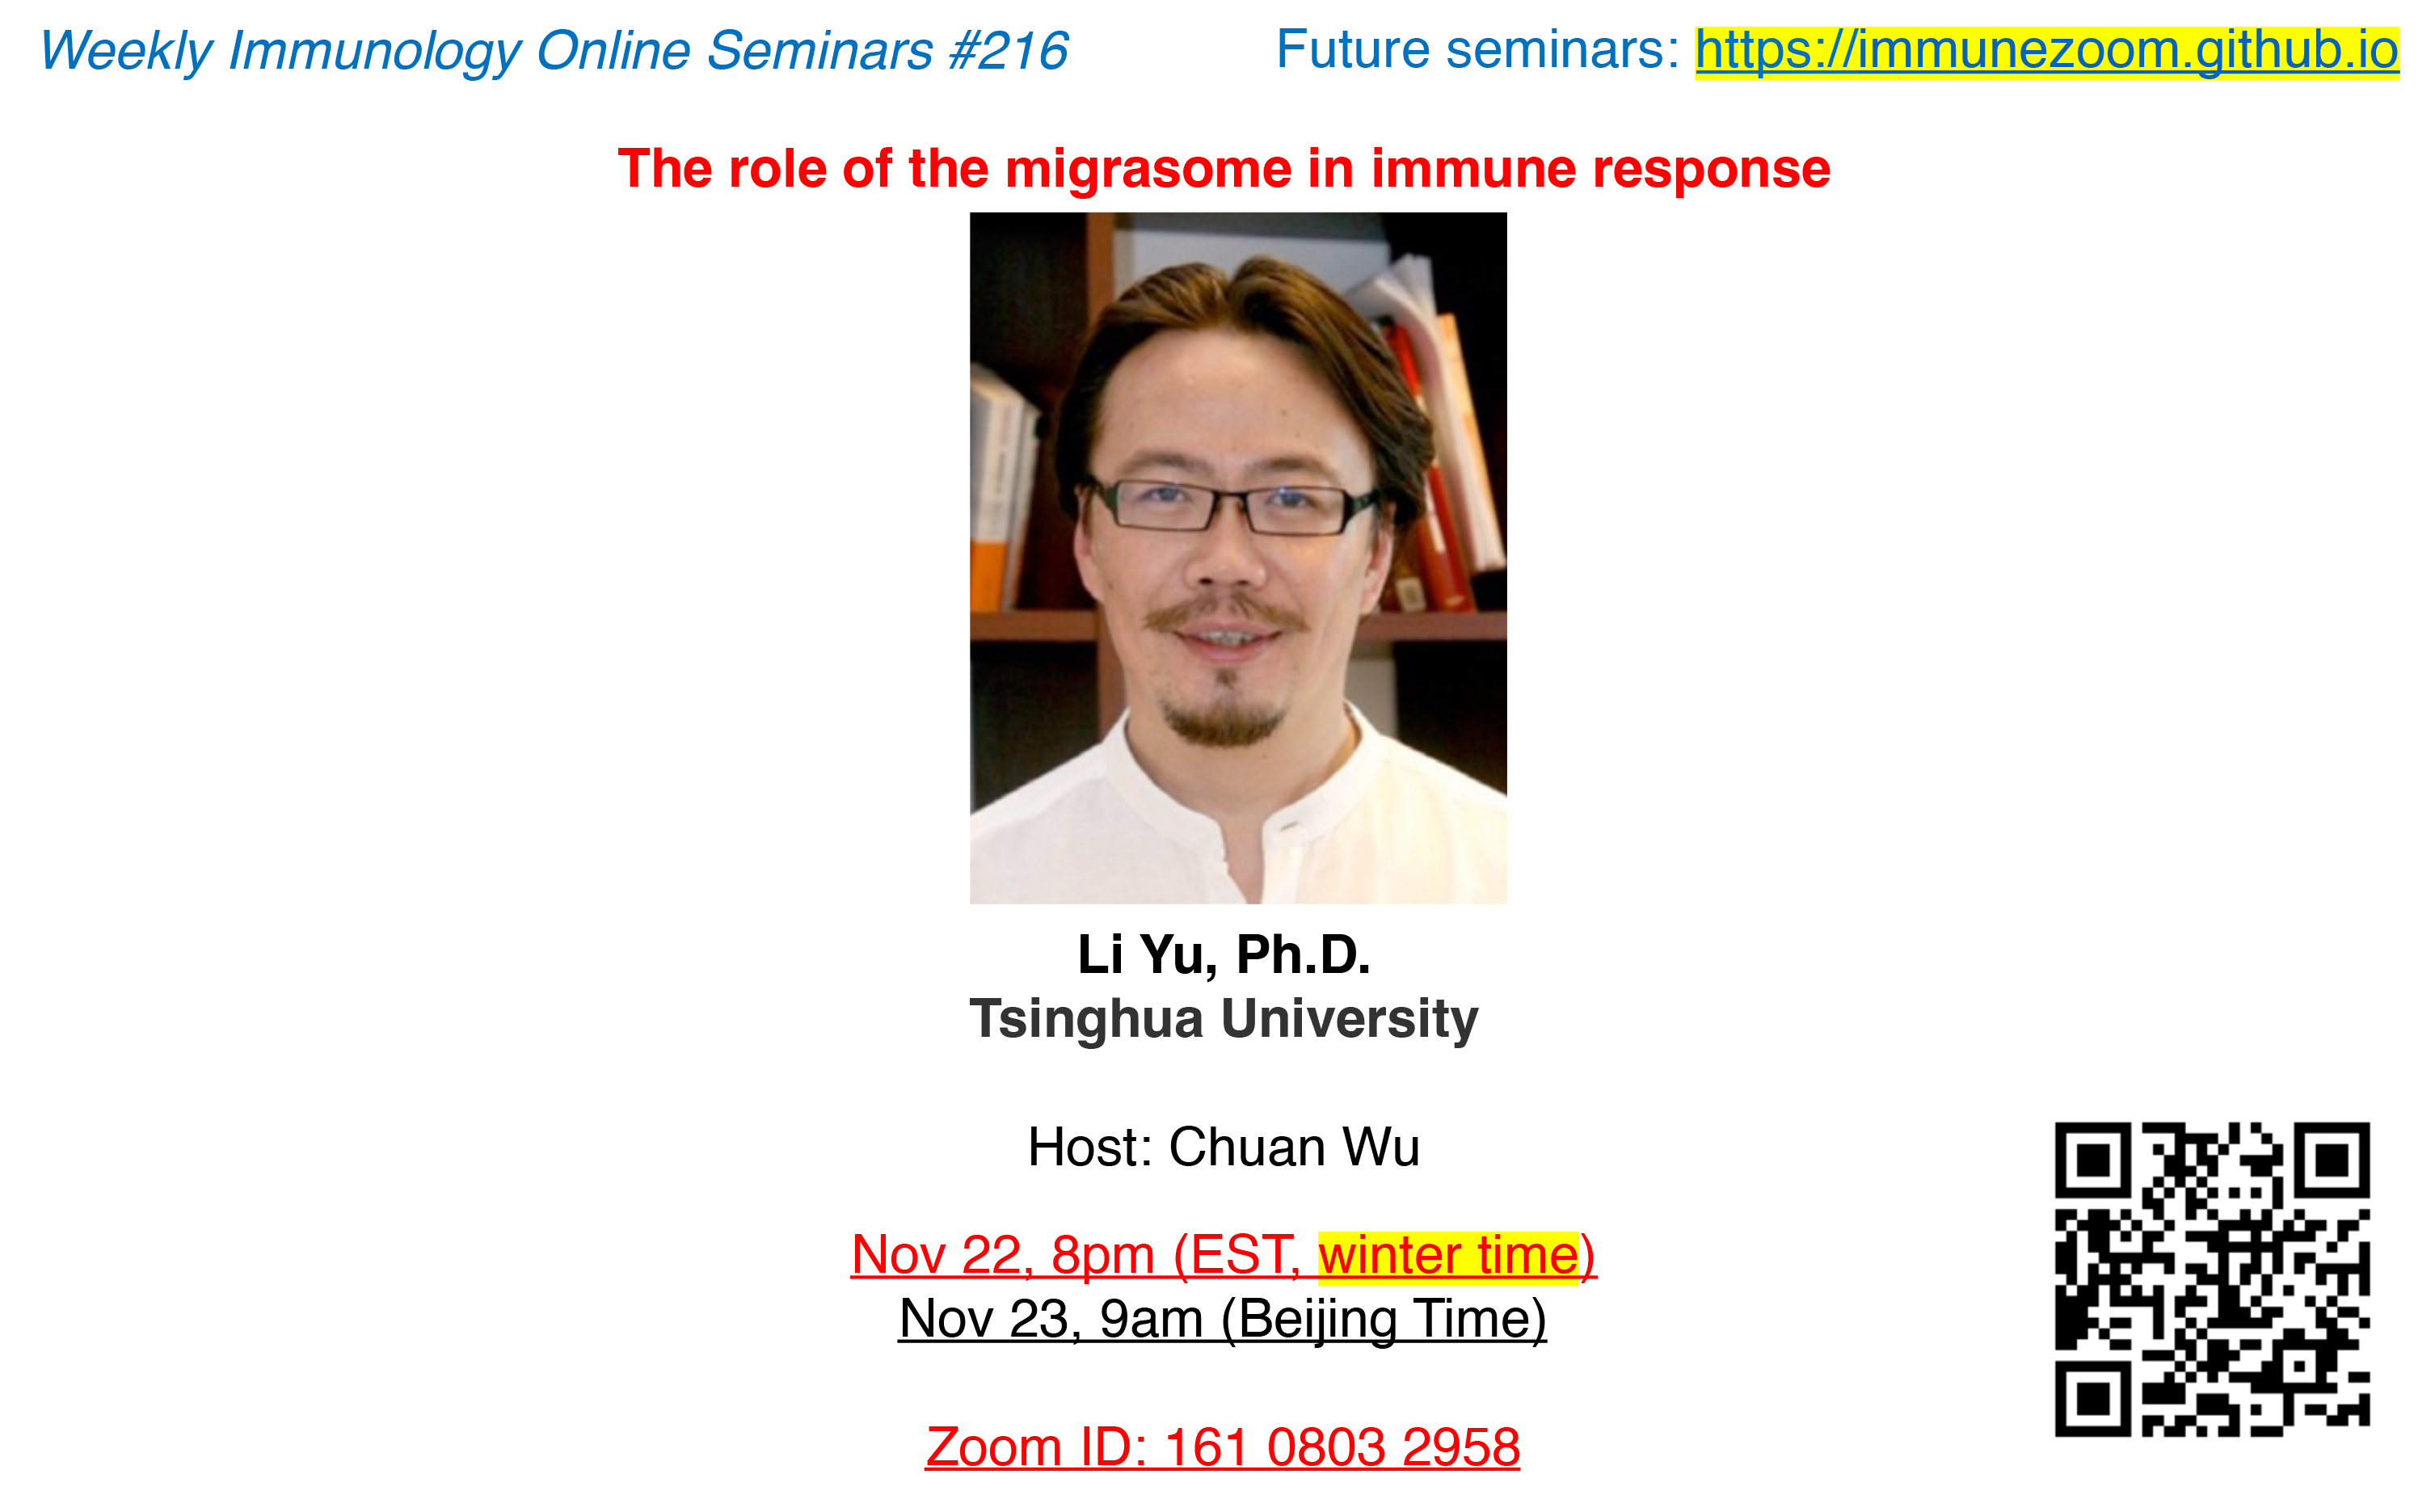 Weekly Immunology Online Seminars #216
Future seminars: https://immunezoom.github.io
The role of the migrasome in immune response
Li Yu, Ph.D.
Tsinghua University
Host: Chuan Wu
Nov 22, 8pm (EST, winter time)
Nov 23, 9am (Beijing Time)
Zoom ID: 161 0803 2958